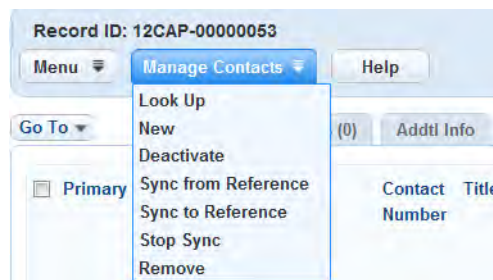 Record ID: 12CAP-00000053
Menu Manage Contacts Help
Look Up
New
Go To (0) Addtl Info
Deactivate
Sync from Reference
Primary Contact Title
Sync to Reference
Number
Stop Sync
Remove